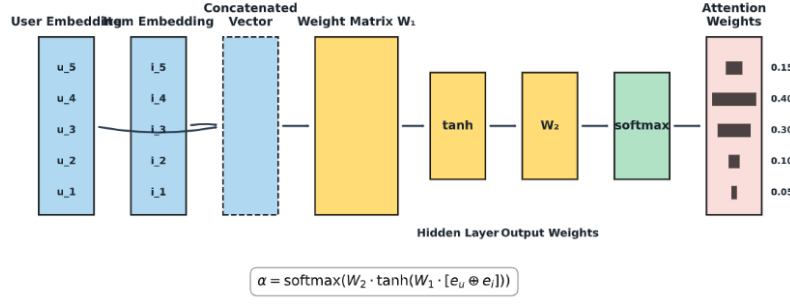 User Embedding
Item Embedding
Concatenated
Vector
Weight Matrix W₁
Attention
Weights
u_5
u_4
u_3
u_2
u_1
i_5
i_4
i_3
i_2
i_1
tanh
W₂
softmax
0.15
0.40
0.30
0.10
0.05
Hidden Layer
Output Weights
α = softmax(W₂ · tanh(W₁ · [eᵤ ⊕ eᵢ]))